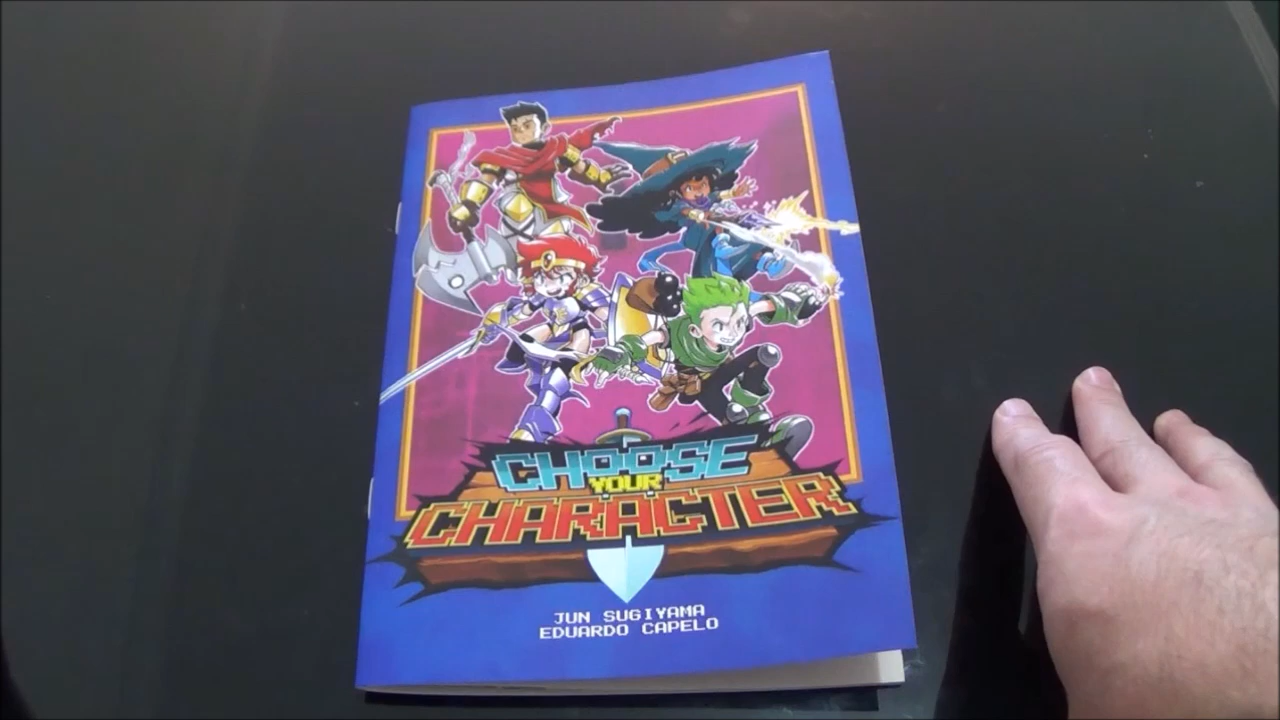 CHOOSE
YOUR
CHARACTER
JUN SUGIYAMA
EDUARDO CAPELO